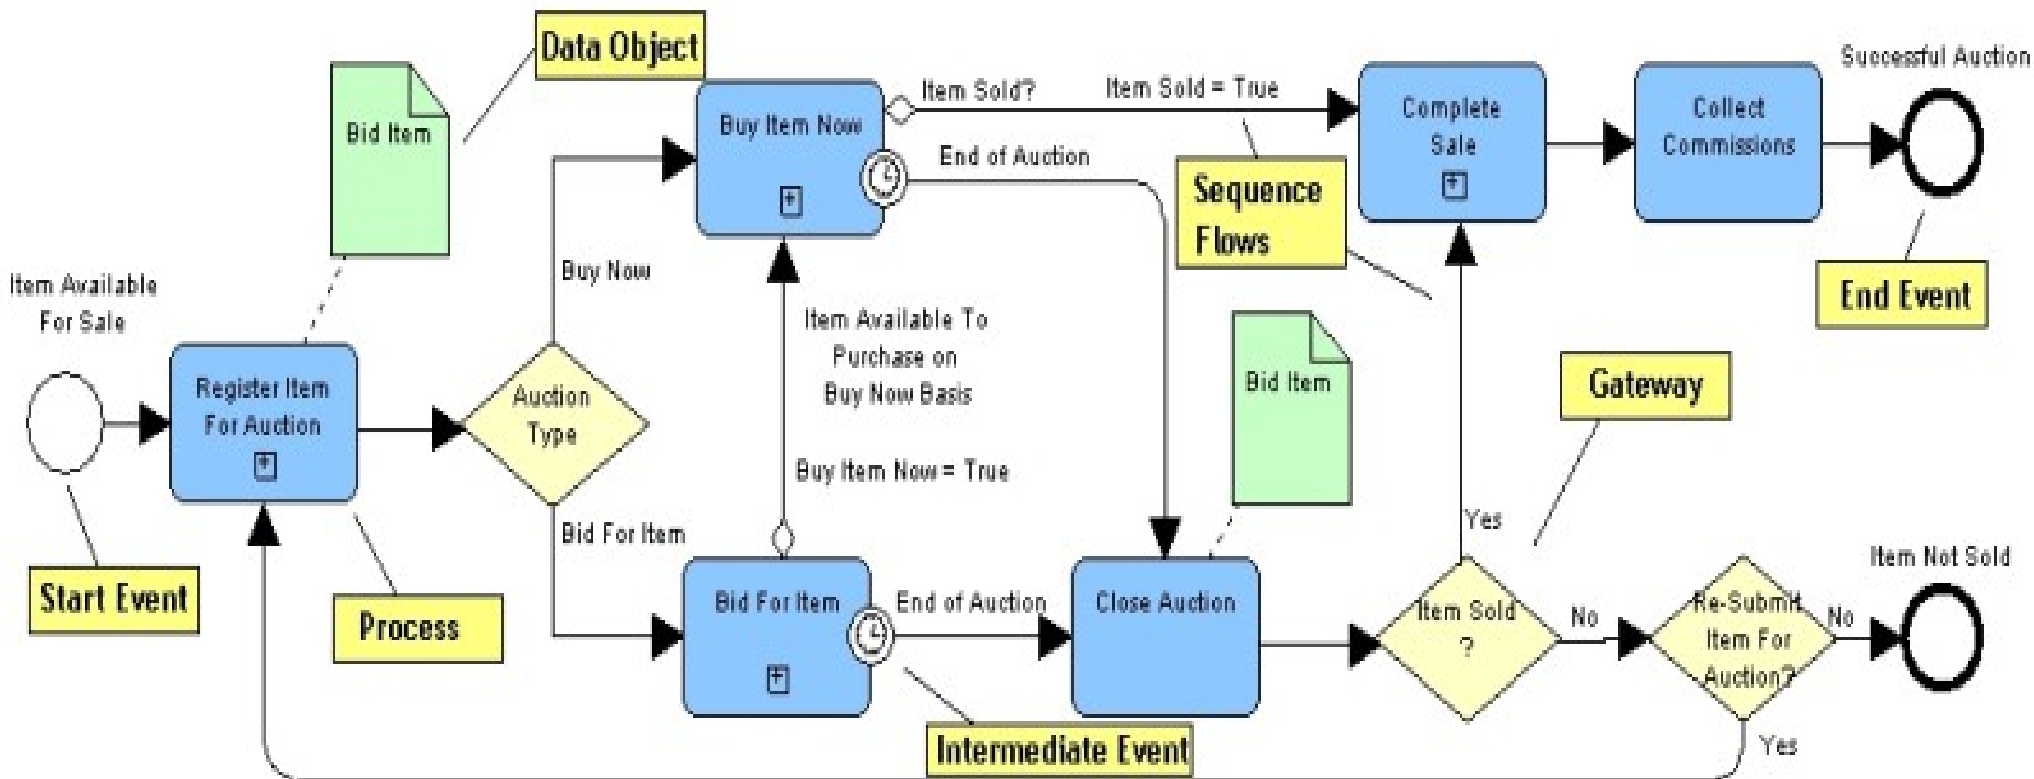 Data Object
Bid Item
Item Available
For Sale
Register Item
For Auction
+
Start Event
Process
Auction
Type
Buy Now
Bid For Item
Buy Item Now
+
Item Sold?
Item Sold = True
End of Auction
Item Available To
Purchase on
Buy Now Basis
Buy Item Now = True
Bid For Item
+
End of Auction
Intermediate Event
Close Auction
Bid Item
Sequence
Flows
Complete
Sale
+
Collect
Commissions
Successful Auction
End Event
Gateway
Yes
Item Sold
?
No
Re-Submit
Item For
Auction?
No
Yes
Item Not Sold